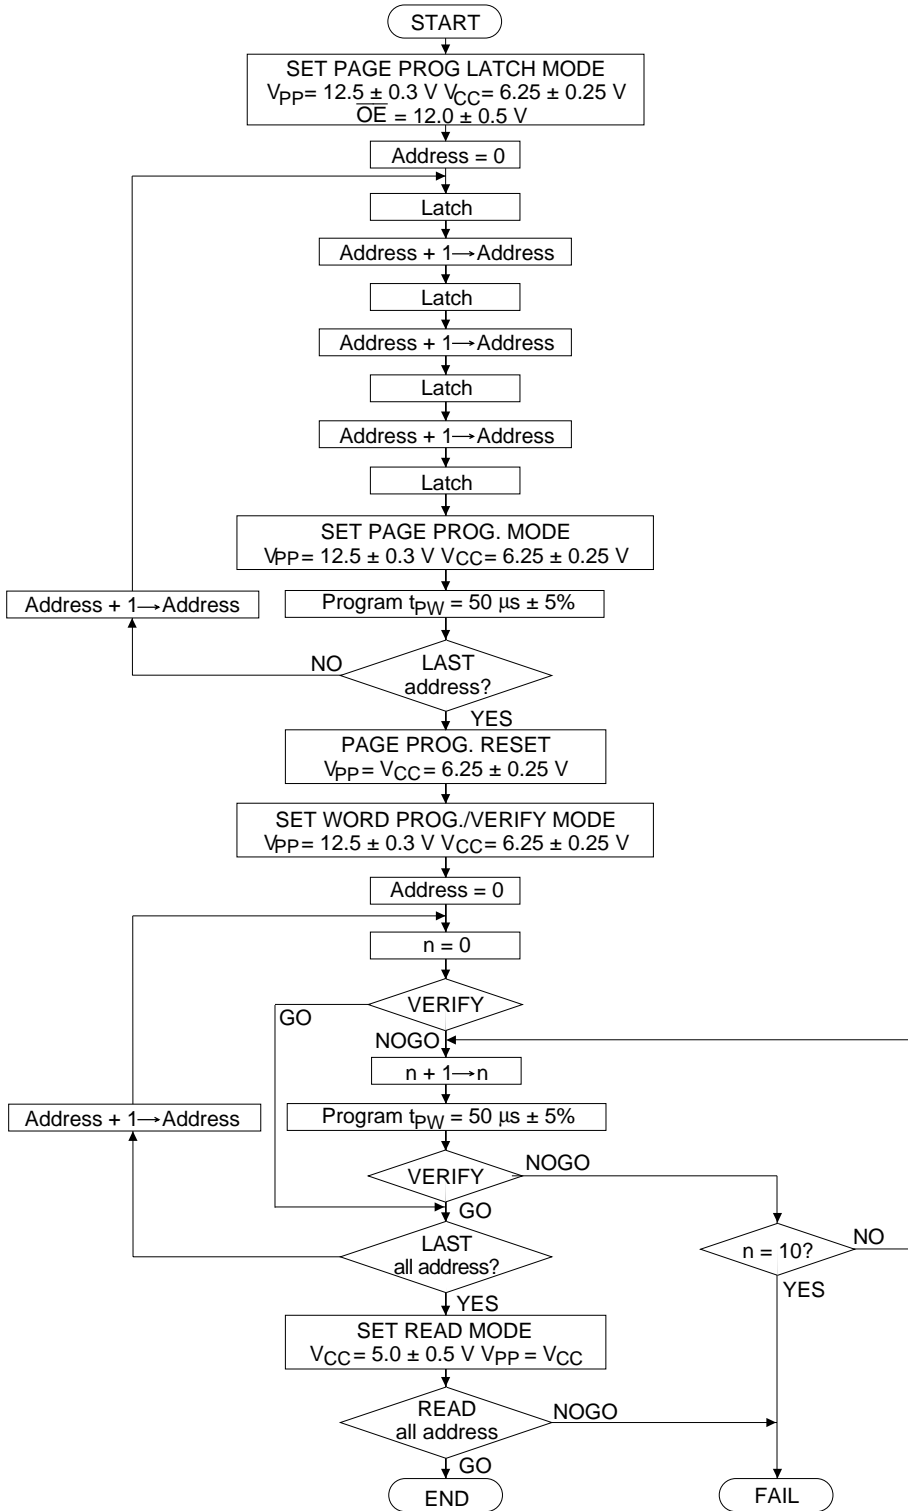 START
SET PAGE PROG LATCH MODE
VPP = 12.5 ± 0.3 V VCC = 6.25 ± 0.25 V
O̅E̅ = 12.0 ± 0.5 V
Address = 0
Latch
Address + 1→Address
Latch
Address + 1→Address
Latch
Address + 1→Address
Latch
SET PAGE PROG. MODE
VPP = 12.5 ± 0.3 V VCC = 6.25 ± 0.25 V
Address + 1→Address
Program tPW = 50 μs ± 5%
NO
LAST
address?
YES
PAGE PROG. RESET
VPP = VCC = 6.25 ± 0.25 V
SET WORD PROG./VERIFY MODE
VPP = 12.5 ± 0.3 V VCC = 6.25 ± 0.25 V
Address = 0
n = 0
VERIFY
GO
NOGO
n + 1→n
Address + 1→Address
Program tPW = 50 μs ± 5%
VERIFY
NOGO
GO
LAST
all address?
n = 10?
NO
YES
YES
SET READ MODE
VCC = 5.0 ± 0.5 V VPP = VCC
READ
all address
NOGO
GO
END
FAIL